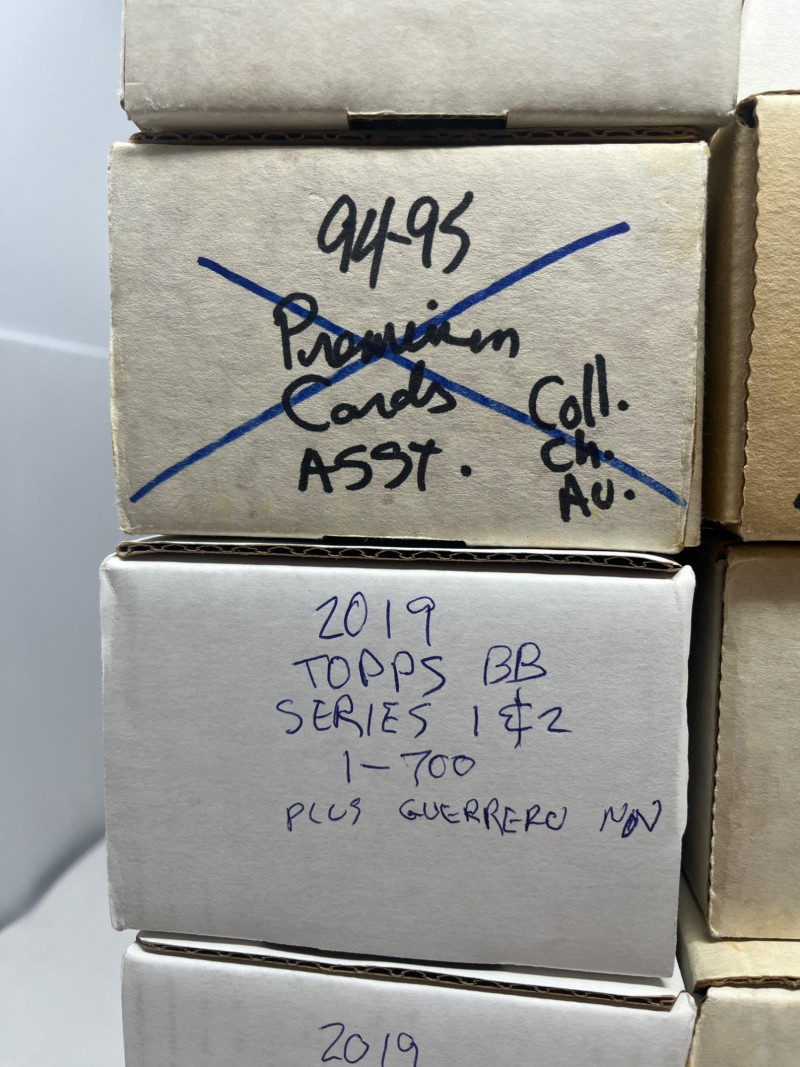 94-95
Premium
Cards
ASST.
Coll.
Ch.
Au.
2019
TOPPS BB
SERIES 1 & 2
1-700
PLUS GUERRERO NNO
2019